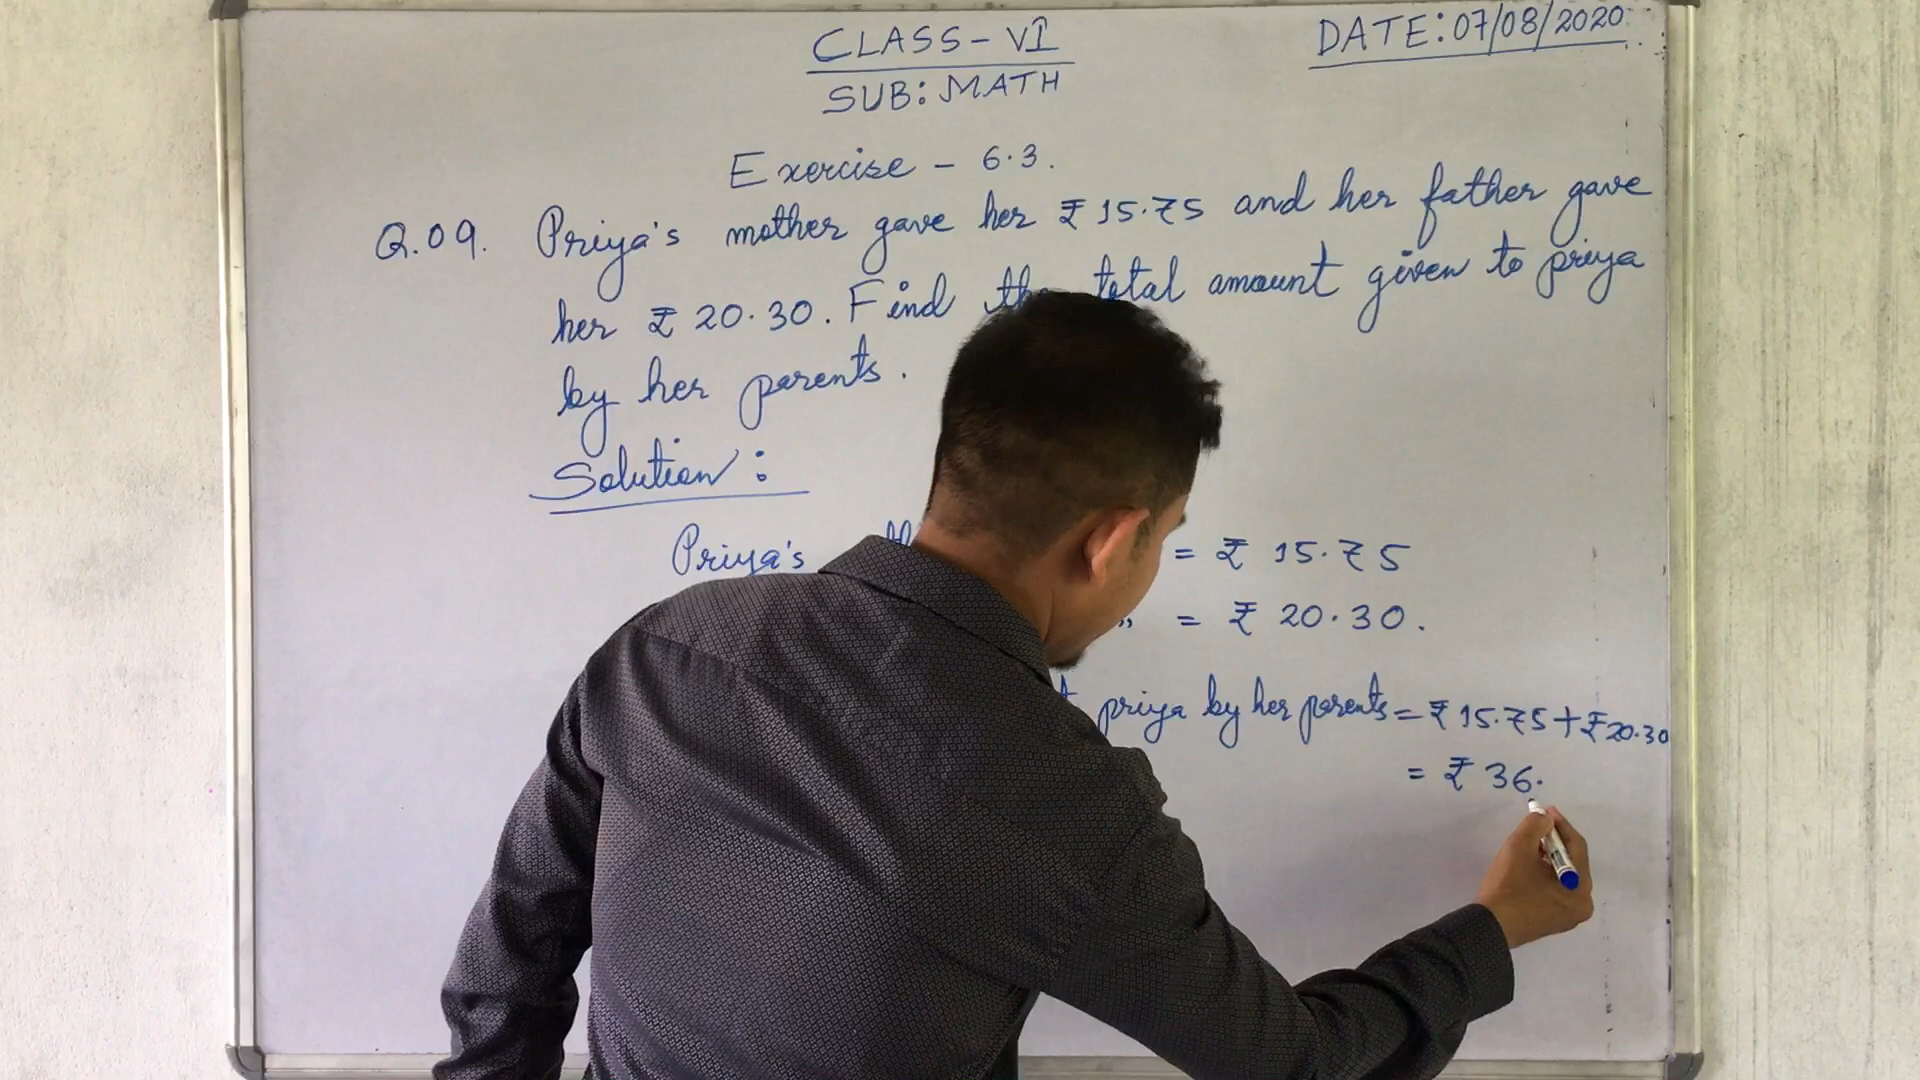 CLASS-VI
DATE: 07/08/2020
SUB: MATH
Exercise - 6.3.
Q.09. Priya's mother gave her ₹ 15.75 and her father gave
her ₹ 20.30. Find the total amount given to priya
by her parents.
Solution:
Priya's = ₹ 15.75
,, = ₹ 20.30.
priya by her parents = ₹ 15.75 + ₹ 20.30
= ₹ 36.